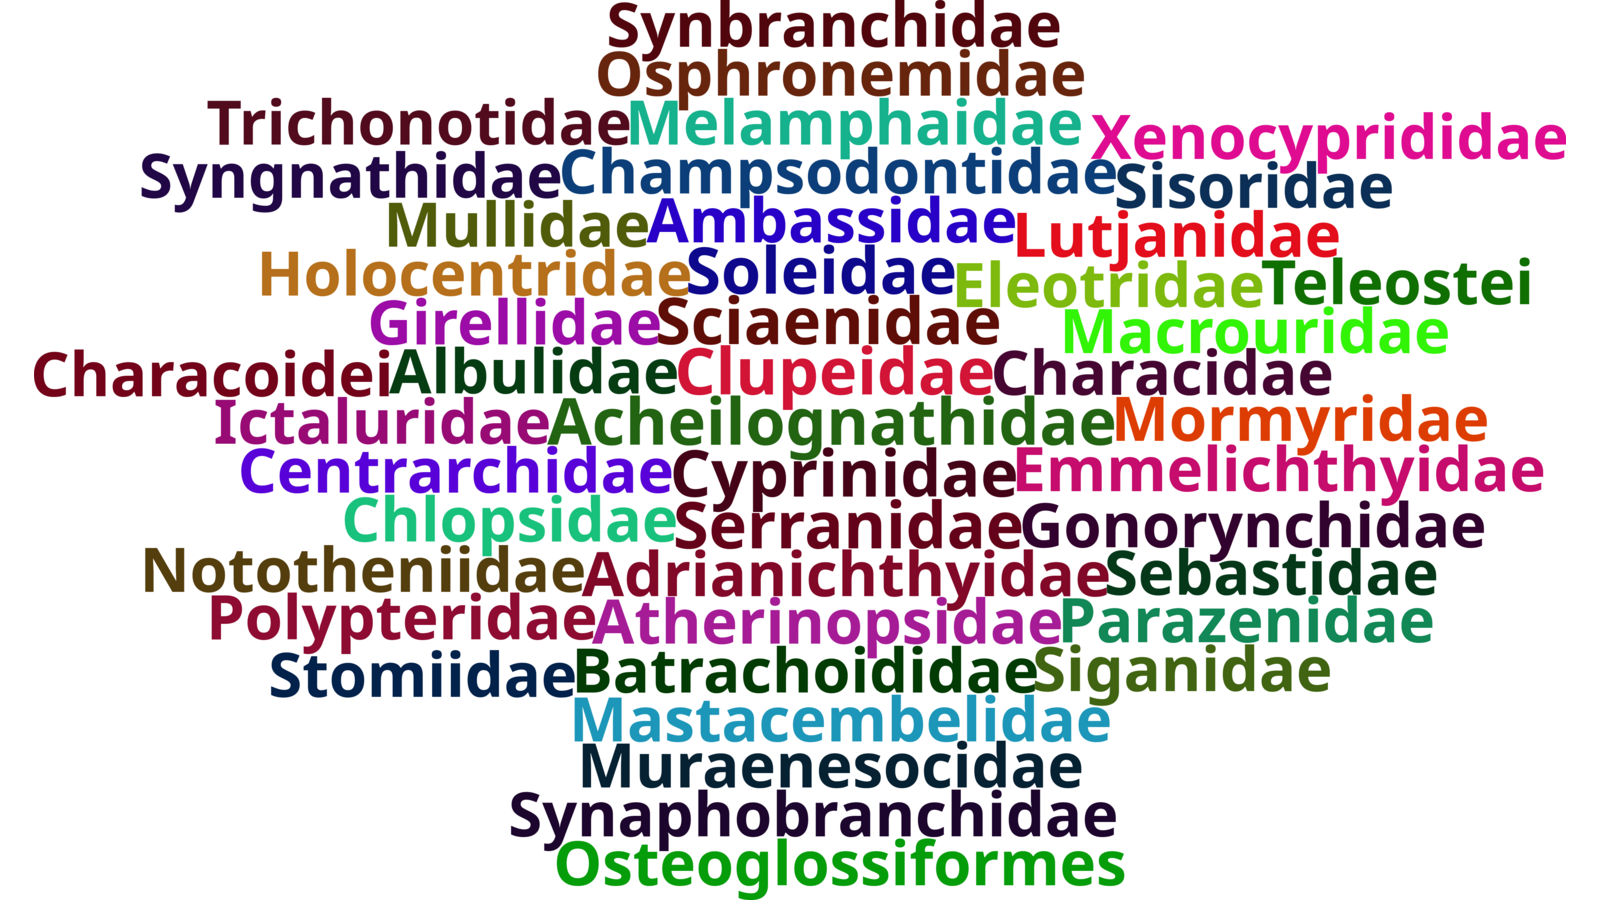 Synbranchidae
Osphronemidae
Trichonotidae Melamphaidae Xenocyprididae
Syngnathidae Champsodontidae Sisoridae
Mullidae Ambassidae Lutjanidae
Holocentridae Soleidae Eleotridae Teleostei
Girellidae Sciaenidae Macrouridae
Characoidei Albulidae Clupeidae Characidae
Ictaluridae Acheilognathidae Mormyridae
Centrarchidae Cyprinidae Emmelichthyidae
Chlopsidae Serranidae Gonorynchidae
Nototheniidae Adrianichthyidae Sebastidae
Polypteridae Atherinopsidae Parazenidae
Stomiidae Batrachoididae Siganidae
Mastacembelidae
Muraenesocidae
Synaphobranchidae
Osteoglossiformes